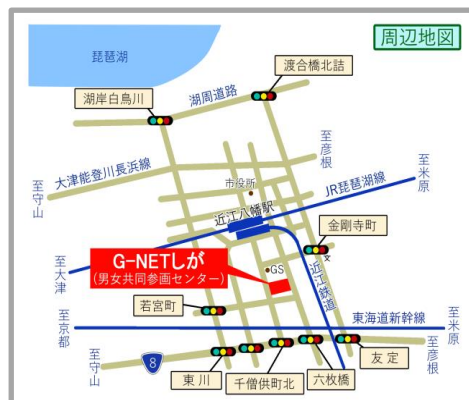 周辺地図
琵琶湖
渡合橋北詰
湖岸白鳥川
湖周道路
大津能登川長浜線
至守山
至彦根
至米原
市役所
JR琵琶湖線
近江八幡駅
金剛寺町
G-NETしが
(男女共同参画センター)
GS
近江鉄道
至大津
若宮町
至京都
東海道新幹線
至米原
8
至守山
東川
千僧供町北
六枚橋
友定
至彦根